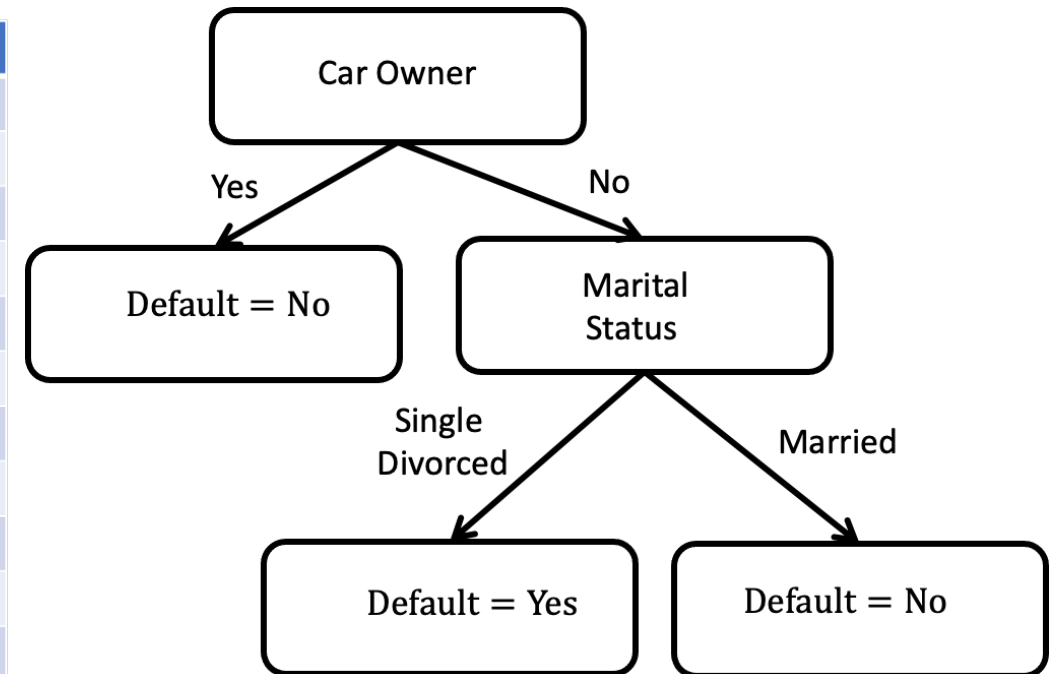 Car Owner
Yes
No
Default = No
Marital
Status
Single
Divorced
Married
Default = Yes
Default = No